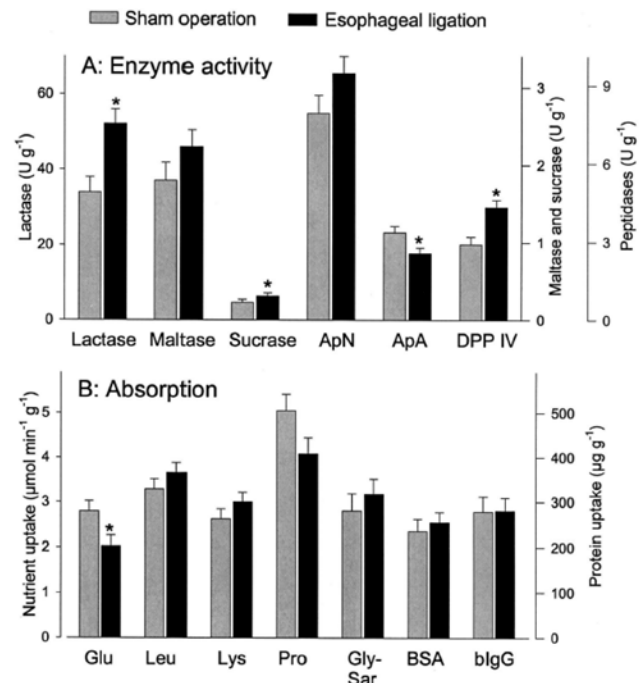 Sham operation Esophageal ligation
A: Enzyme activity
Lactase (U g⁻¹)
60
40
20
0
Maltase and sucrase (U g⁻¹)
3
2
1
0
Peptidases (U g⁻¹)
9
6
3
0
* * * *
Lactase Maltase Sucrase ApN ApA DPP IV
B: Absorption
Nutrient uptake (µmol min⁻¹ g⁻¹)
5
4
3
2
1
0
Protein uptake (µg g⁻¹)
500
400
300
200
100
0
*
Glu Leu Lys Pro Gly- BSA bIgG
Sar